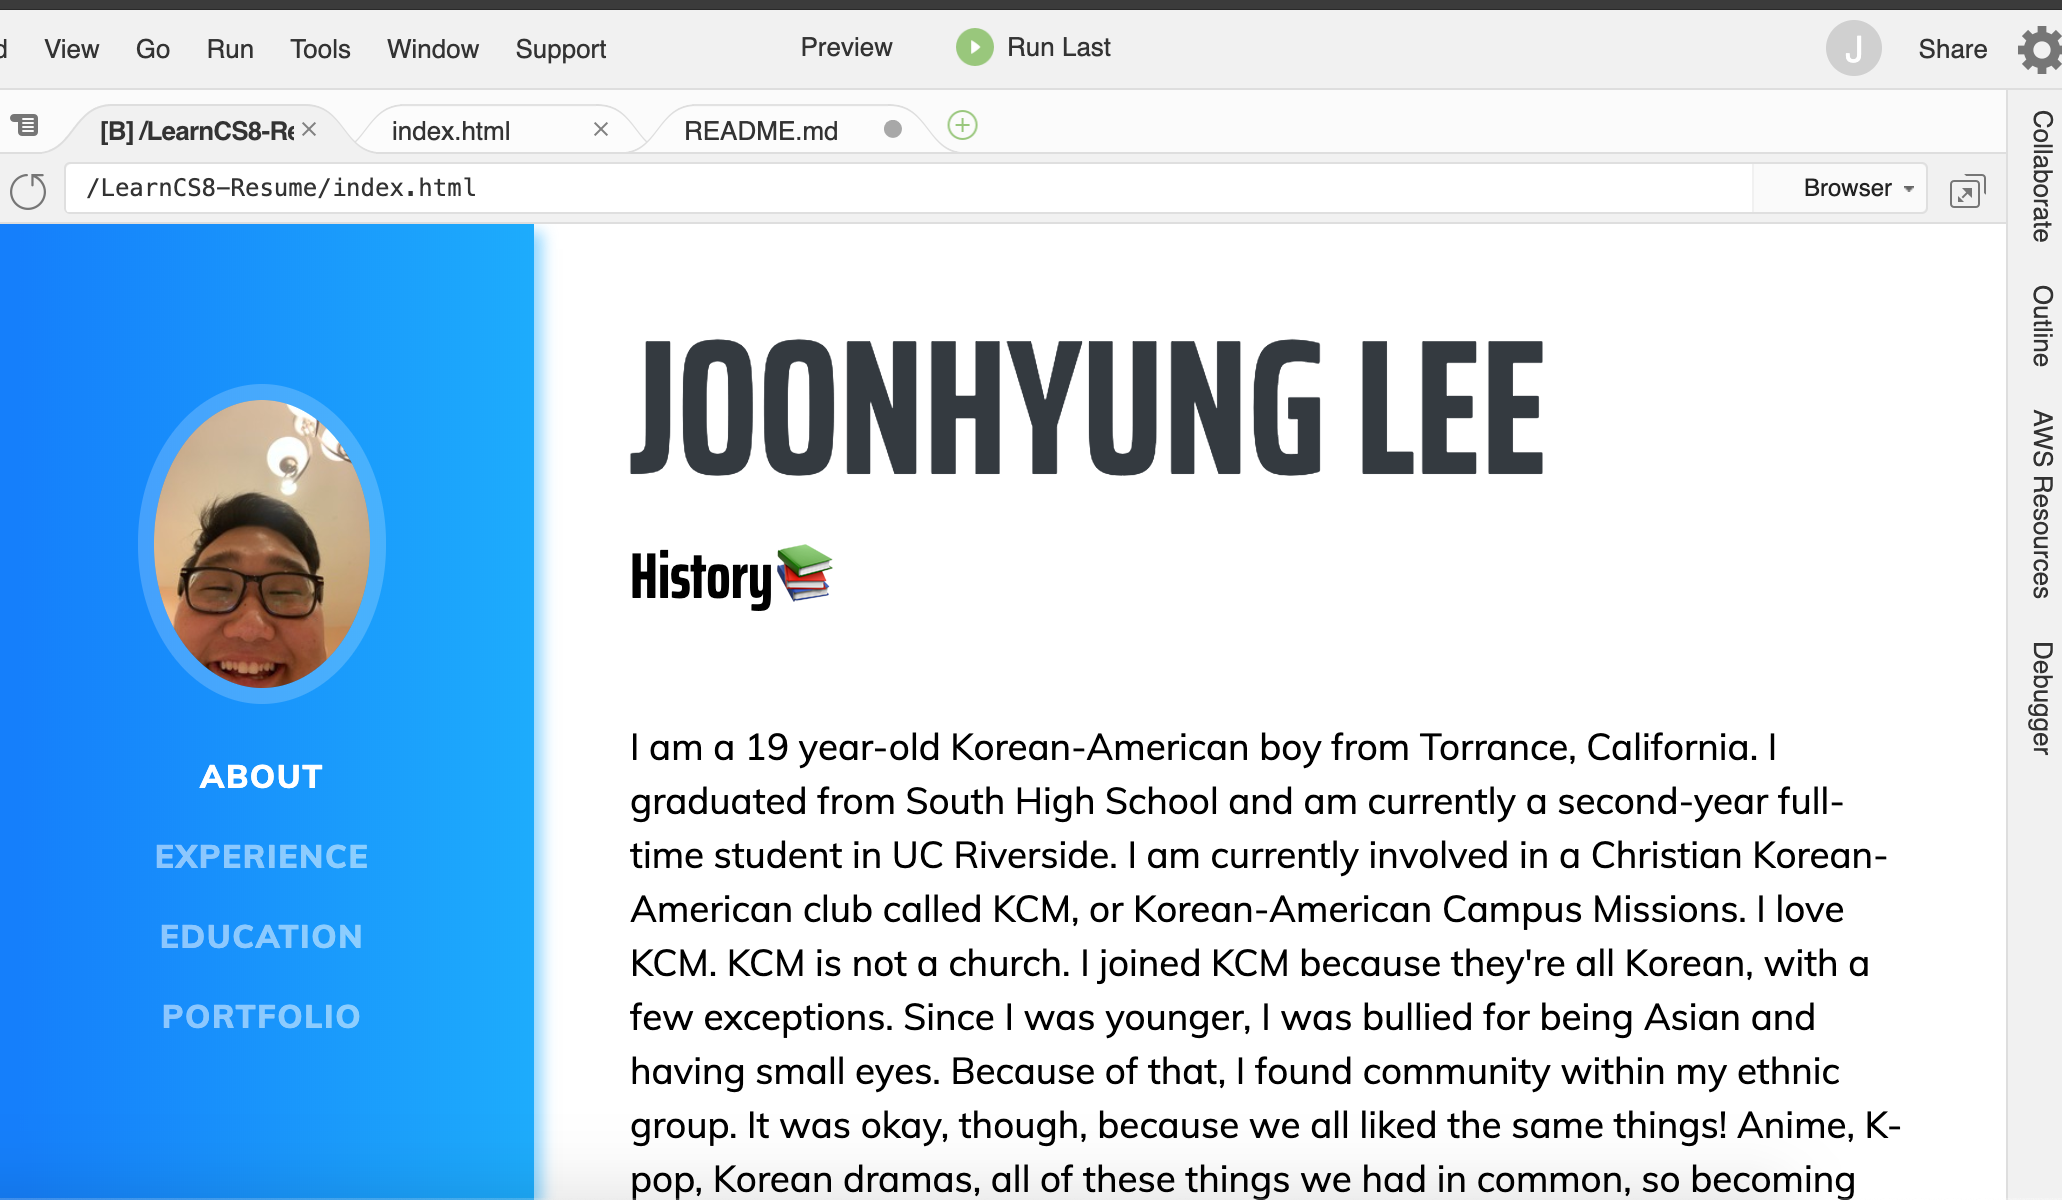 View Go Run Tools Window Support Preview Run Last J Share
[B] /LearnCS8-Re index.html README.md
/LearnCS8-Resume/index.html Browser
Collaborate
Outline
AWS Resources
Debugger
ABOUT
EXPERIENCE
EDUCATION
PORTFOLIO
JOONHYUNG LEE
History
I am a 19 year-old Korean-American boy from Torrance, California. I
graduated from South High School and am currently a second-year full-
time student in UC Riverside. I am currently involved in a Christian Korean-
American club called KCM, or Korean-American Campus Missions. I love
KCM. KCM is not a church. I joined KCM because they're all Korean, with a
few exceptions. Since I was younger, I was bullied for being Asian and
having small eyes. Because of that, I found community within my ethnic
group. It was okay, though, because we all liked the same things! Anime, K-
pop, Korean dramas, all of these things we had in common, so becoming